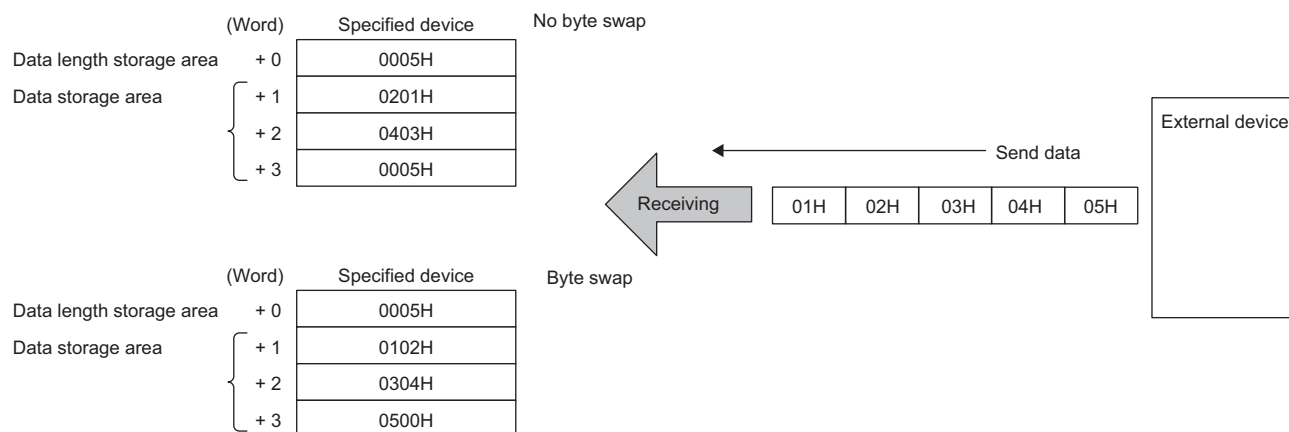 (Word) Specified device No byte swap
Data length storage area + 0 0005H
Data storage area + 1 0201H
+ 2 0403H
+ 3 0005H
External device
Send data
Receiving 01H 02H 03H 04H 05H
(Word) Specified device Byte swap
Data length storage area + 0 0005H
Data storage area + 1 0102H
+ 2 0304H
+ 3 0500H